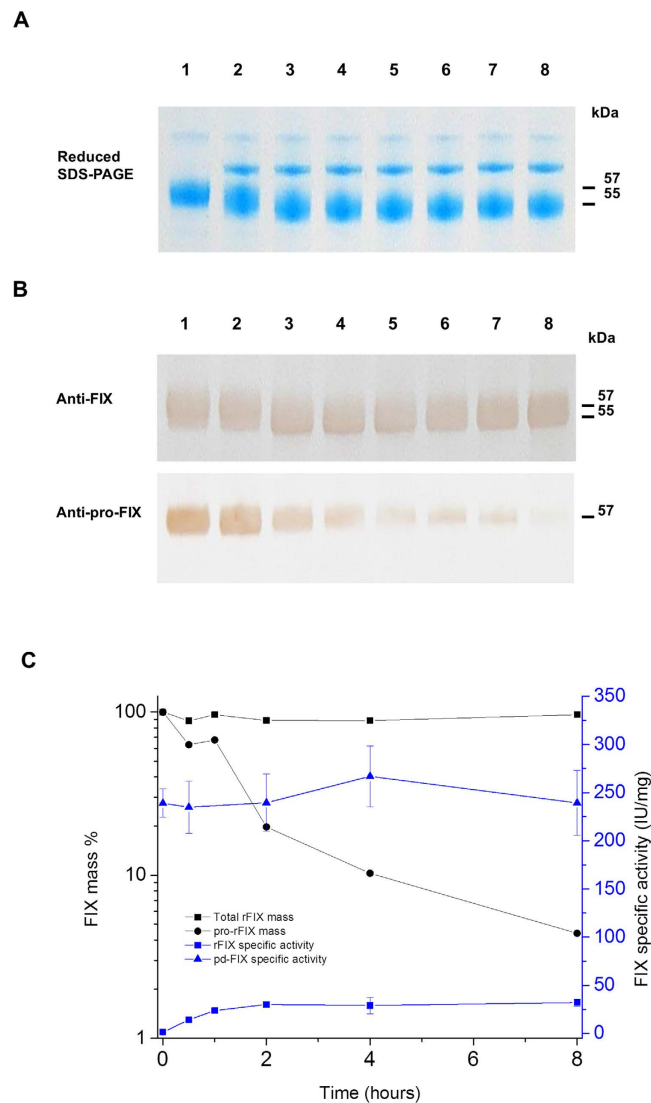 A
1 2 3 4 5 6 7 8
kDa
Reduced
SDS-PAGE
57
55
B
1 2 3 4 5 6 7 8
kDa
Anti-FIX
57
55
Anti-pro-FIX
57
C
100
10
1
FIX mass %
350
300
250
200
150
100
50
0
FIX specific activity (IU/mg)
Total rFIX mass
pro-rFIX mass
rFIX specific activity
pd-FIX specific activity
0 2 4 6 8
Time (hours)